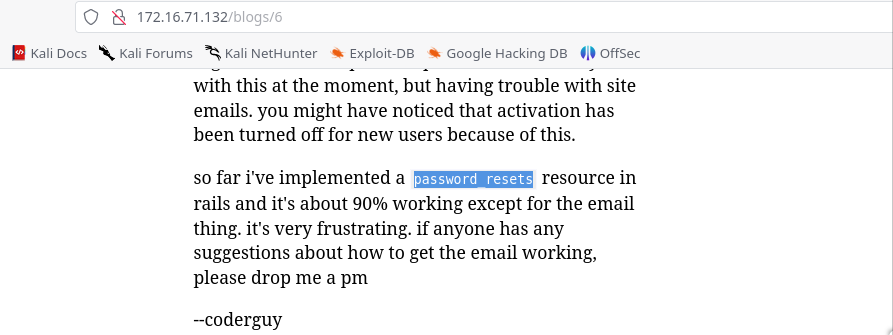 172.16.71.132/blogs/6
Kali Docs Kali Forums Kali NetHunter Exploit-DB Google Hacking DB OffSec
with this at the moment, but having trouble with site
emails. you might have noticed that activation has
been turned off for new users because of this.
so far i've implemented a password_resets resource in
rails and it's about 90% working except for the email
thing. it's very frustrating. if anyone has any
suggestions about how to get the email working,
please drop me a pm
--coderguy